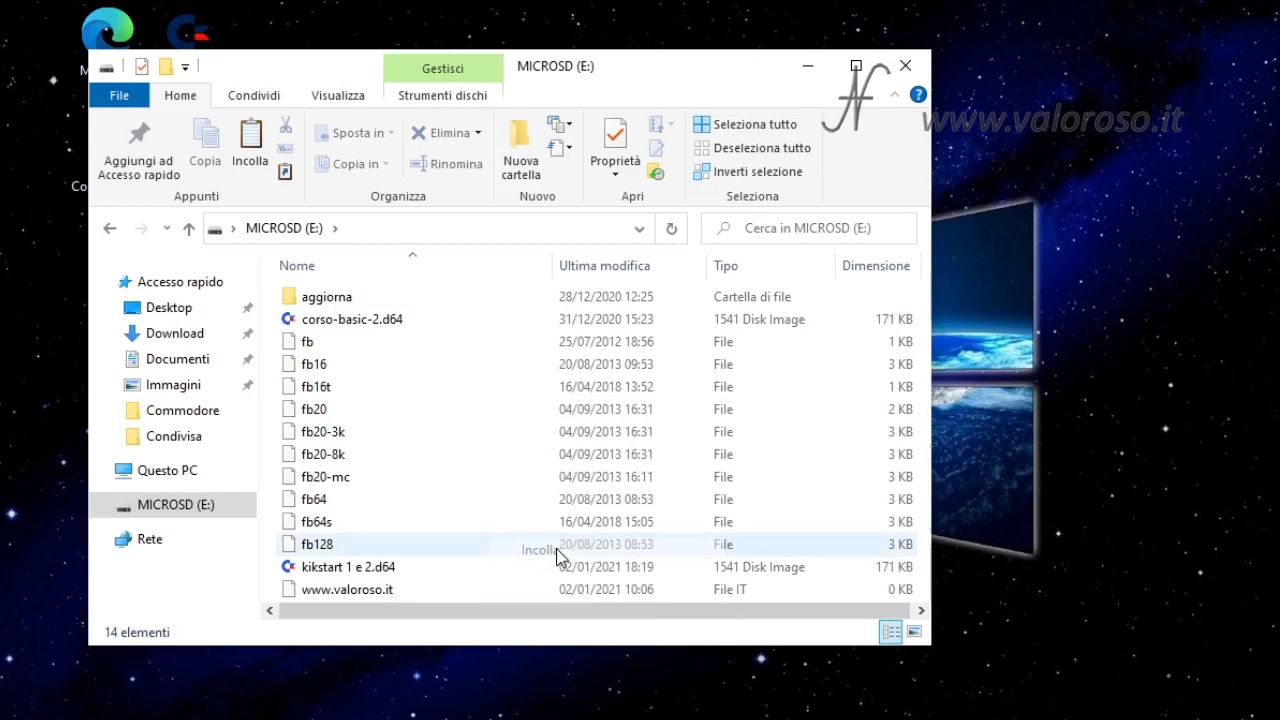 MICROSD (E:)
Gestisci
www.valoroso.it
File
Home
Condividi
Visualizza
Strumenti dischi
Aggiungi ad
Accesso rapido
Copia
Incolla
Sposta in
Copia in
Elimina
Rinomina
Nuova
cartella
Proprietà
Seleziona tutto
Deseleziona tutto
Inverti selezione
Appunti
Organizza
Nuovo
Apri
Seleziona
MICROSD (E:)
Cerca in MICROSD (E:)
Accesso rapido
Desktop
Download
Documenti
Immagini
Commodore
Condivisa
Questo PC
MICROSD (E:)
Rete
Nome Ultima modifica Tipo Dimensione
aggiorna 28/12/2020 12:25 Cartella di file
corso-basic-2.d64 31/12/2020 15:23 1541 Disk Image 171 KB
fb 25/07/2012 18:56 File 1 KB
fb16 20/08/2013 09:53 File 3 KB
fb16t 16/04/2018 13:52 File 1 KB
fb20 04/09/2013 16:31 File 2 KB
fb20-3k 04/09/2013 16:31 File 3 KB
fb20-8k 04/09/2013 16:31 File 3 KB
fb20-mc 04/09/2013 16:11 File 3 KB
fb64 20/08/2013 08:53 File 3 KB
fb64s 16/04/2018 15:05 File 3 KB
fb128 20/08/2013 08:53 File 3 KB
Incolla
kikstart 1 e 2.d64 02/01/2021 18:19 1541 Disk Image 171 KB
www.valoroso.it 02/01/2021 10:06 File IT 0 KB
14 elementi